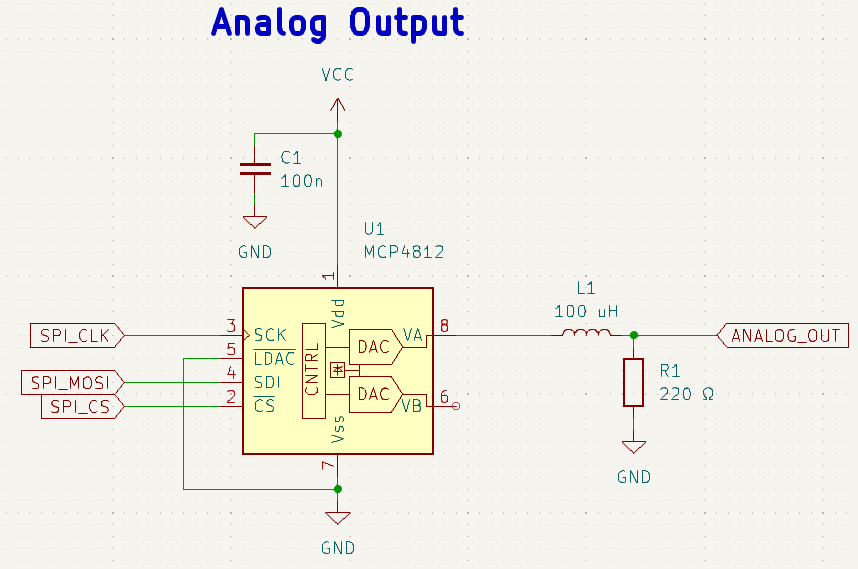 Analog Output
VCC
C1
100n
GND
U1
MCP4812
1
Vdd
SPI_CLK
3
SCK
5
LDAC
SPI_MOSI
4
SDI
SPI_CS
2
CS
CNTRL
DAC
DAC
VA
8
VB
6
Vss
7
GND
L1
100 uH
ANALOG_OUT
R1
220 Ω
GND